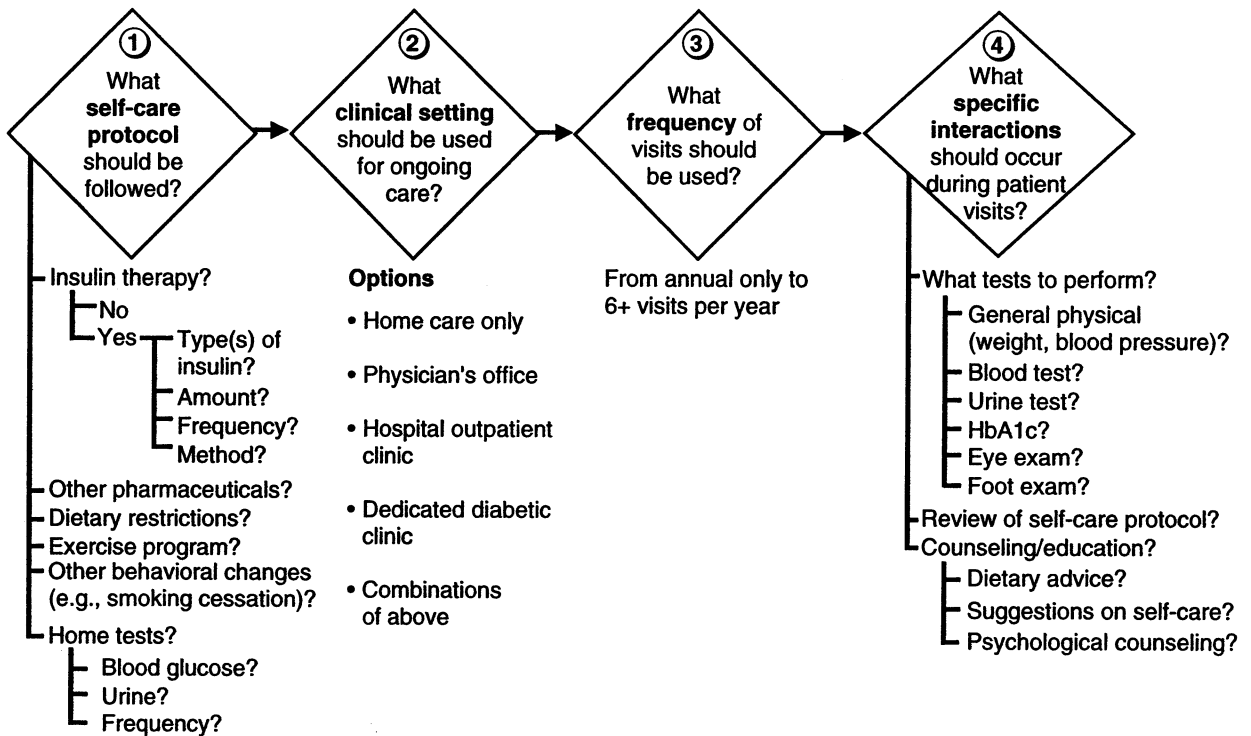 ①
What
self-care
protocol
should be
followed?
Insulin therapy?
No
Yes
Type(s) of
insulin?
Amount?
Frequency?
Method?
Other pharmaceuticals?
Dietary restrictions?
Exercise program?
Other behavioral changes
(e.g., smoking cessation)?
Home tests?
Blood glucose?
Urine?
Frequency?
②
What
clinical setting
should be used
for ongoing
care?
Options
• Home care only
• Physician's office
• Hospital outpatient
clinic
• Dedicated diabetic
clinic
• Combinations
of above
③
What
frequency of
visits should
be used?
From annual only to
6+ visits per year
④
What
specific
interactions
should occur
during patient
visits?
What tests to perform?
General physical
(weight, blood pressure)?
Blood test?
Urine test?
HbA1c?
Eye exam?
Foot exam?
Review of self-care protocol?
Counseling/education?
Dietary advice?
Suggestions on self-care?
Psychological counseling?